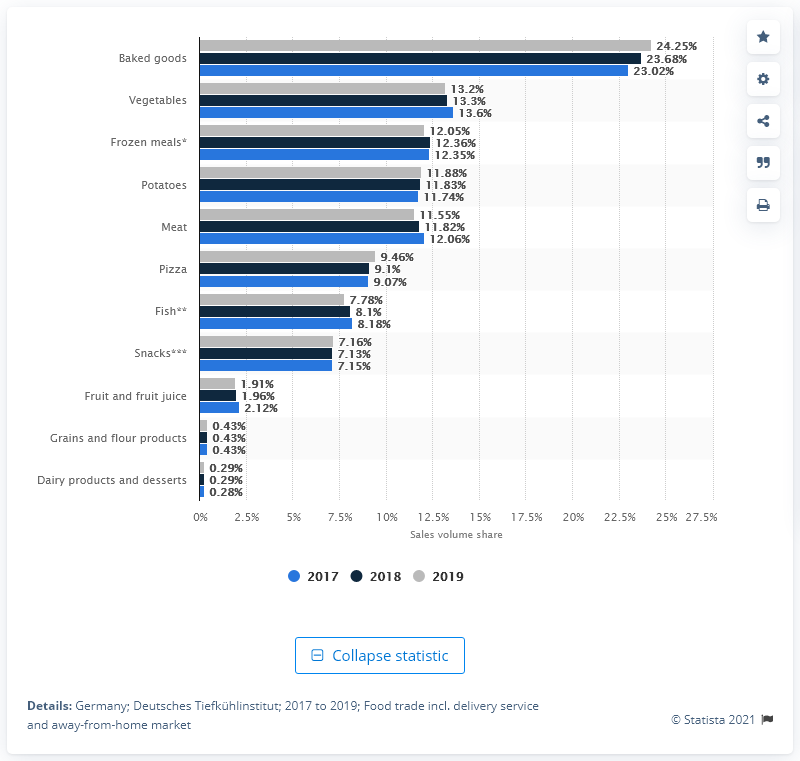 Baked goods
24.25%
23.68%
23.02%
Vegetables
13.2%
13.3%
13.6%
Frozen meals*
12.05%
12.36%
12.35%
Potatoes
11.88%
11.83%
11.74%
Meat
11.55%
11.82%
12.06%
Pizza
9.46%
9.1%
9.07%
Fish**
7.78%
8.1%
8.18%
Snacks***
7.16%
7.13%
7.15%
Fruit and fruit juice
1.91%
1.96%
2.12%
Grains and flour products
0.43%
0.43%
0.43%
Dairy products and desserts
0.29%
0.29%
0.28%
0% 2.5% 5% 7.5% 10% 12.5% 15% 17.5% 20% 22.5% 25% 27.5%
Sales volume share
2017 2018 2019
Collapse statistic
Details: Germany; Deutsches Tiefkühlinstitut; 2017 to 2019; Food trade incl. delivery service
and away-from-home market
© Statista 2021